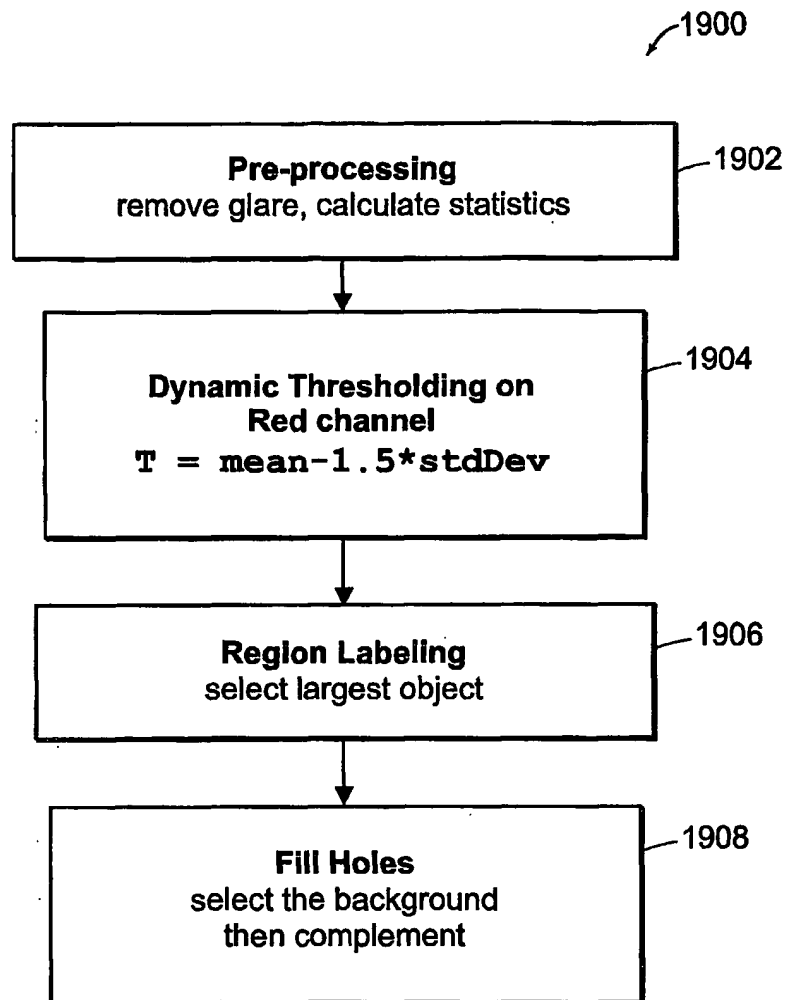 1900
Pre-processing
remove glare, calculate statistics
1902
Dynamic Thresholding on
Red channel
T = mean-1.5*stdDev
1904
Region Labeling
select largest object
1906
Fill Holes
select the background
then complement
1908